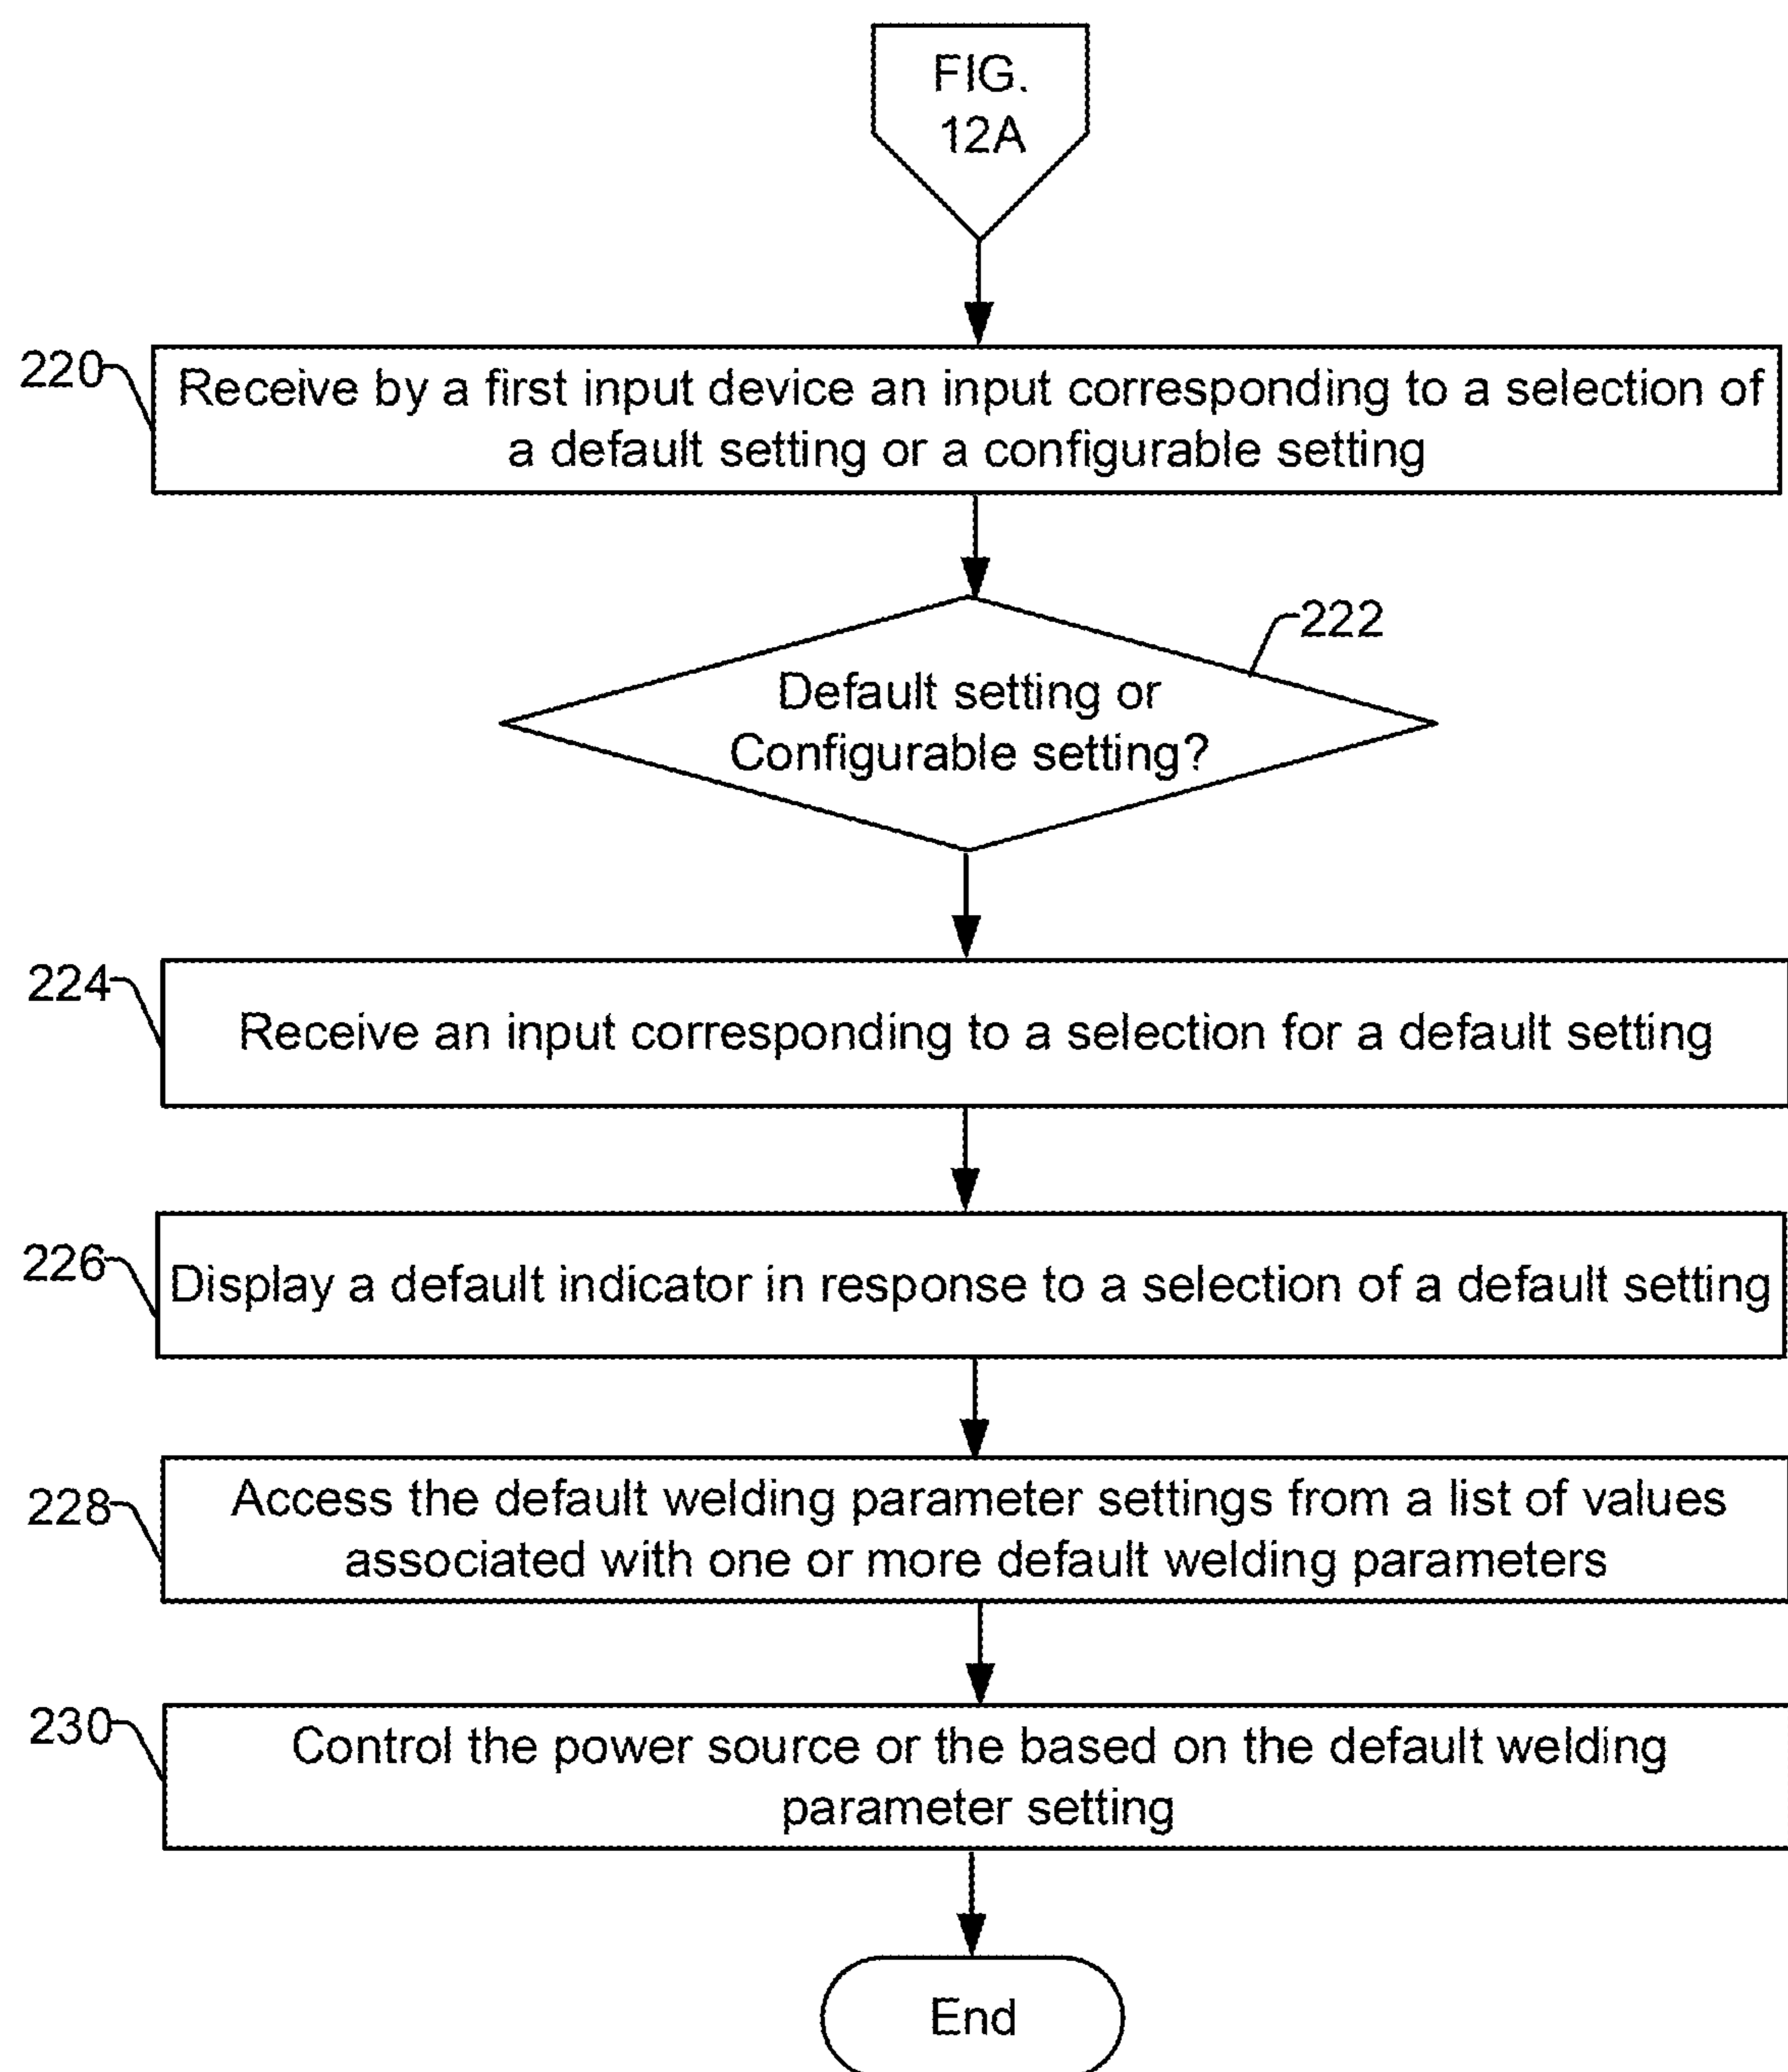 FIG.
12A
220
Receive by a first input device an input corresponding to a selection of
a default setting or a configurable setting
222
Default setting or
Configurable setting?
224
Receive an input corresponding to a selection for a default setting
226
Display a default indicator in response to a selection of a default setting
228
Access the default welding parameter settings from a list of values
associated with one or more default welding parameters
230
Control the power source or the based on the default welding
parameter setting
End